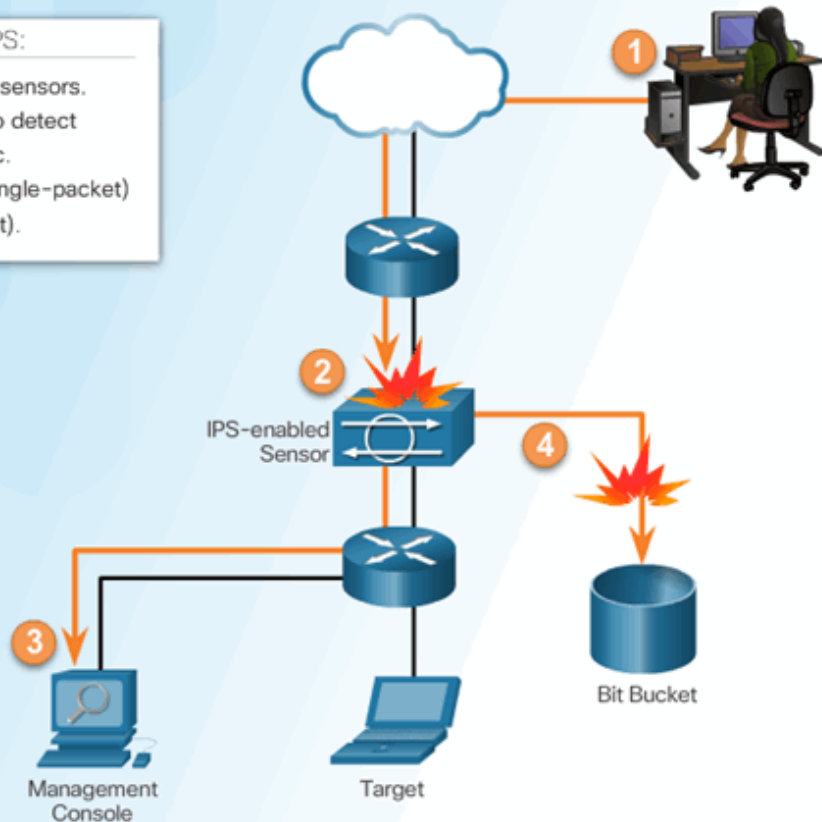 PS:
sensors.
o detect
c.
ngle-packet)
t).
1
2
IPS-enabled
Sensor
4
3
Bit Bucket
Management
Console
Target